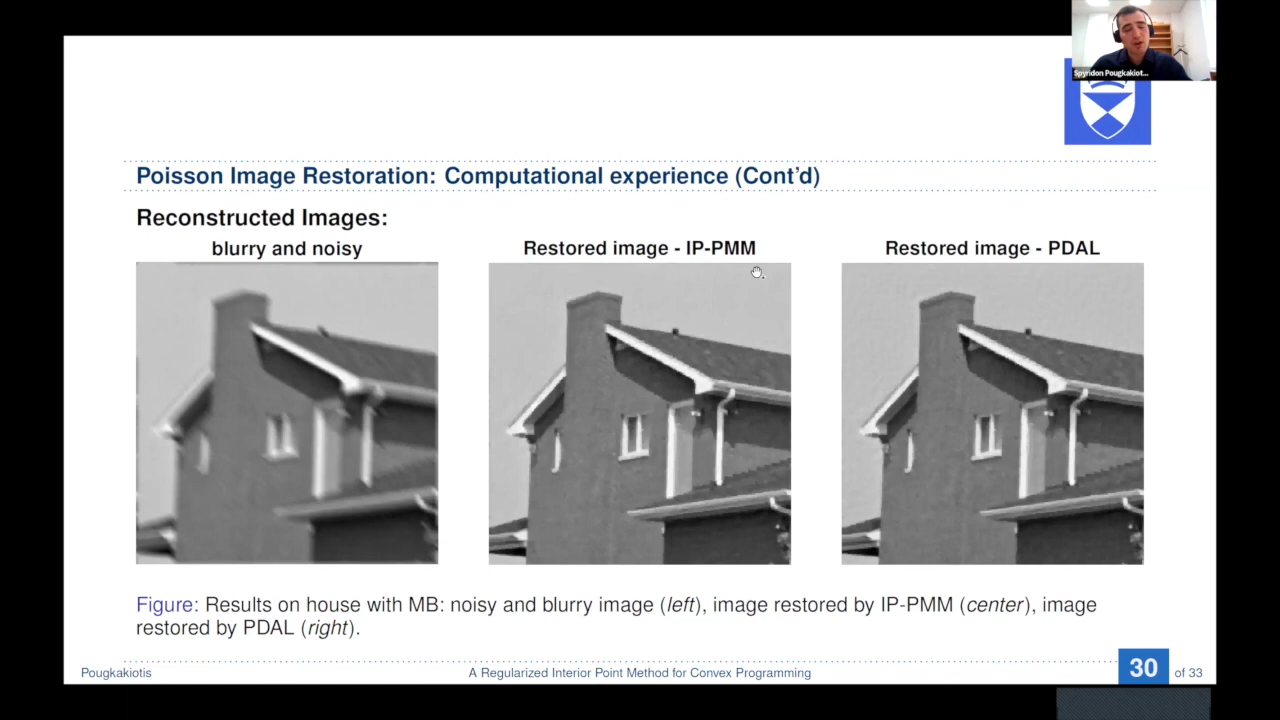 Spyridon Pougkakiot...
Poisson Image Restoration: Computational experience (Cont'd)
Reconstructed Images:
blurry and noisy
Restored image - IP-PMM
Restored image - PDAL
Figure: Results on house with MB: noisy and blurry image (left), image restored by IP-PMM (center), image
restored by PDAL (right).
Pougkakiotis
A Regularized Interior Point Method for Convex Programming
30 of 33